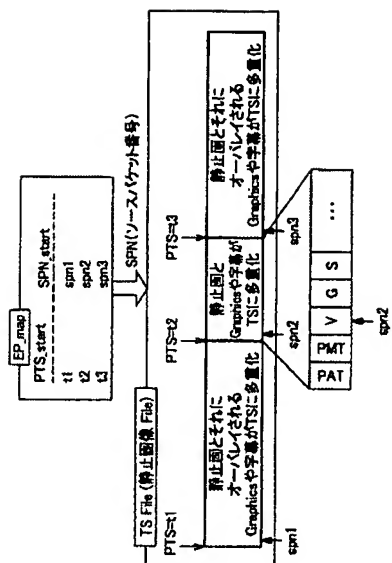 EP_map
PTS_start SPN_start
t1 spn1
t2 spn2
t3 spn3
SPN(ソースパケット番号)
TS File (静止画像 File)
PTS=t1
PTS=t2
PTS=t3
静止画とそれに
オーバレイされる
Graphicsや字幕がTSに多重化
静止画と
Graphicsや字幕が
TSに多重化
静止画とそれに
オーバレイされる
Graphicsや字幕がTSに多重化
spn1
spn2
spn3
PAT PMT V G S ...
spn2